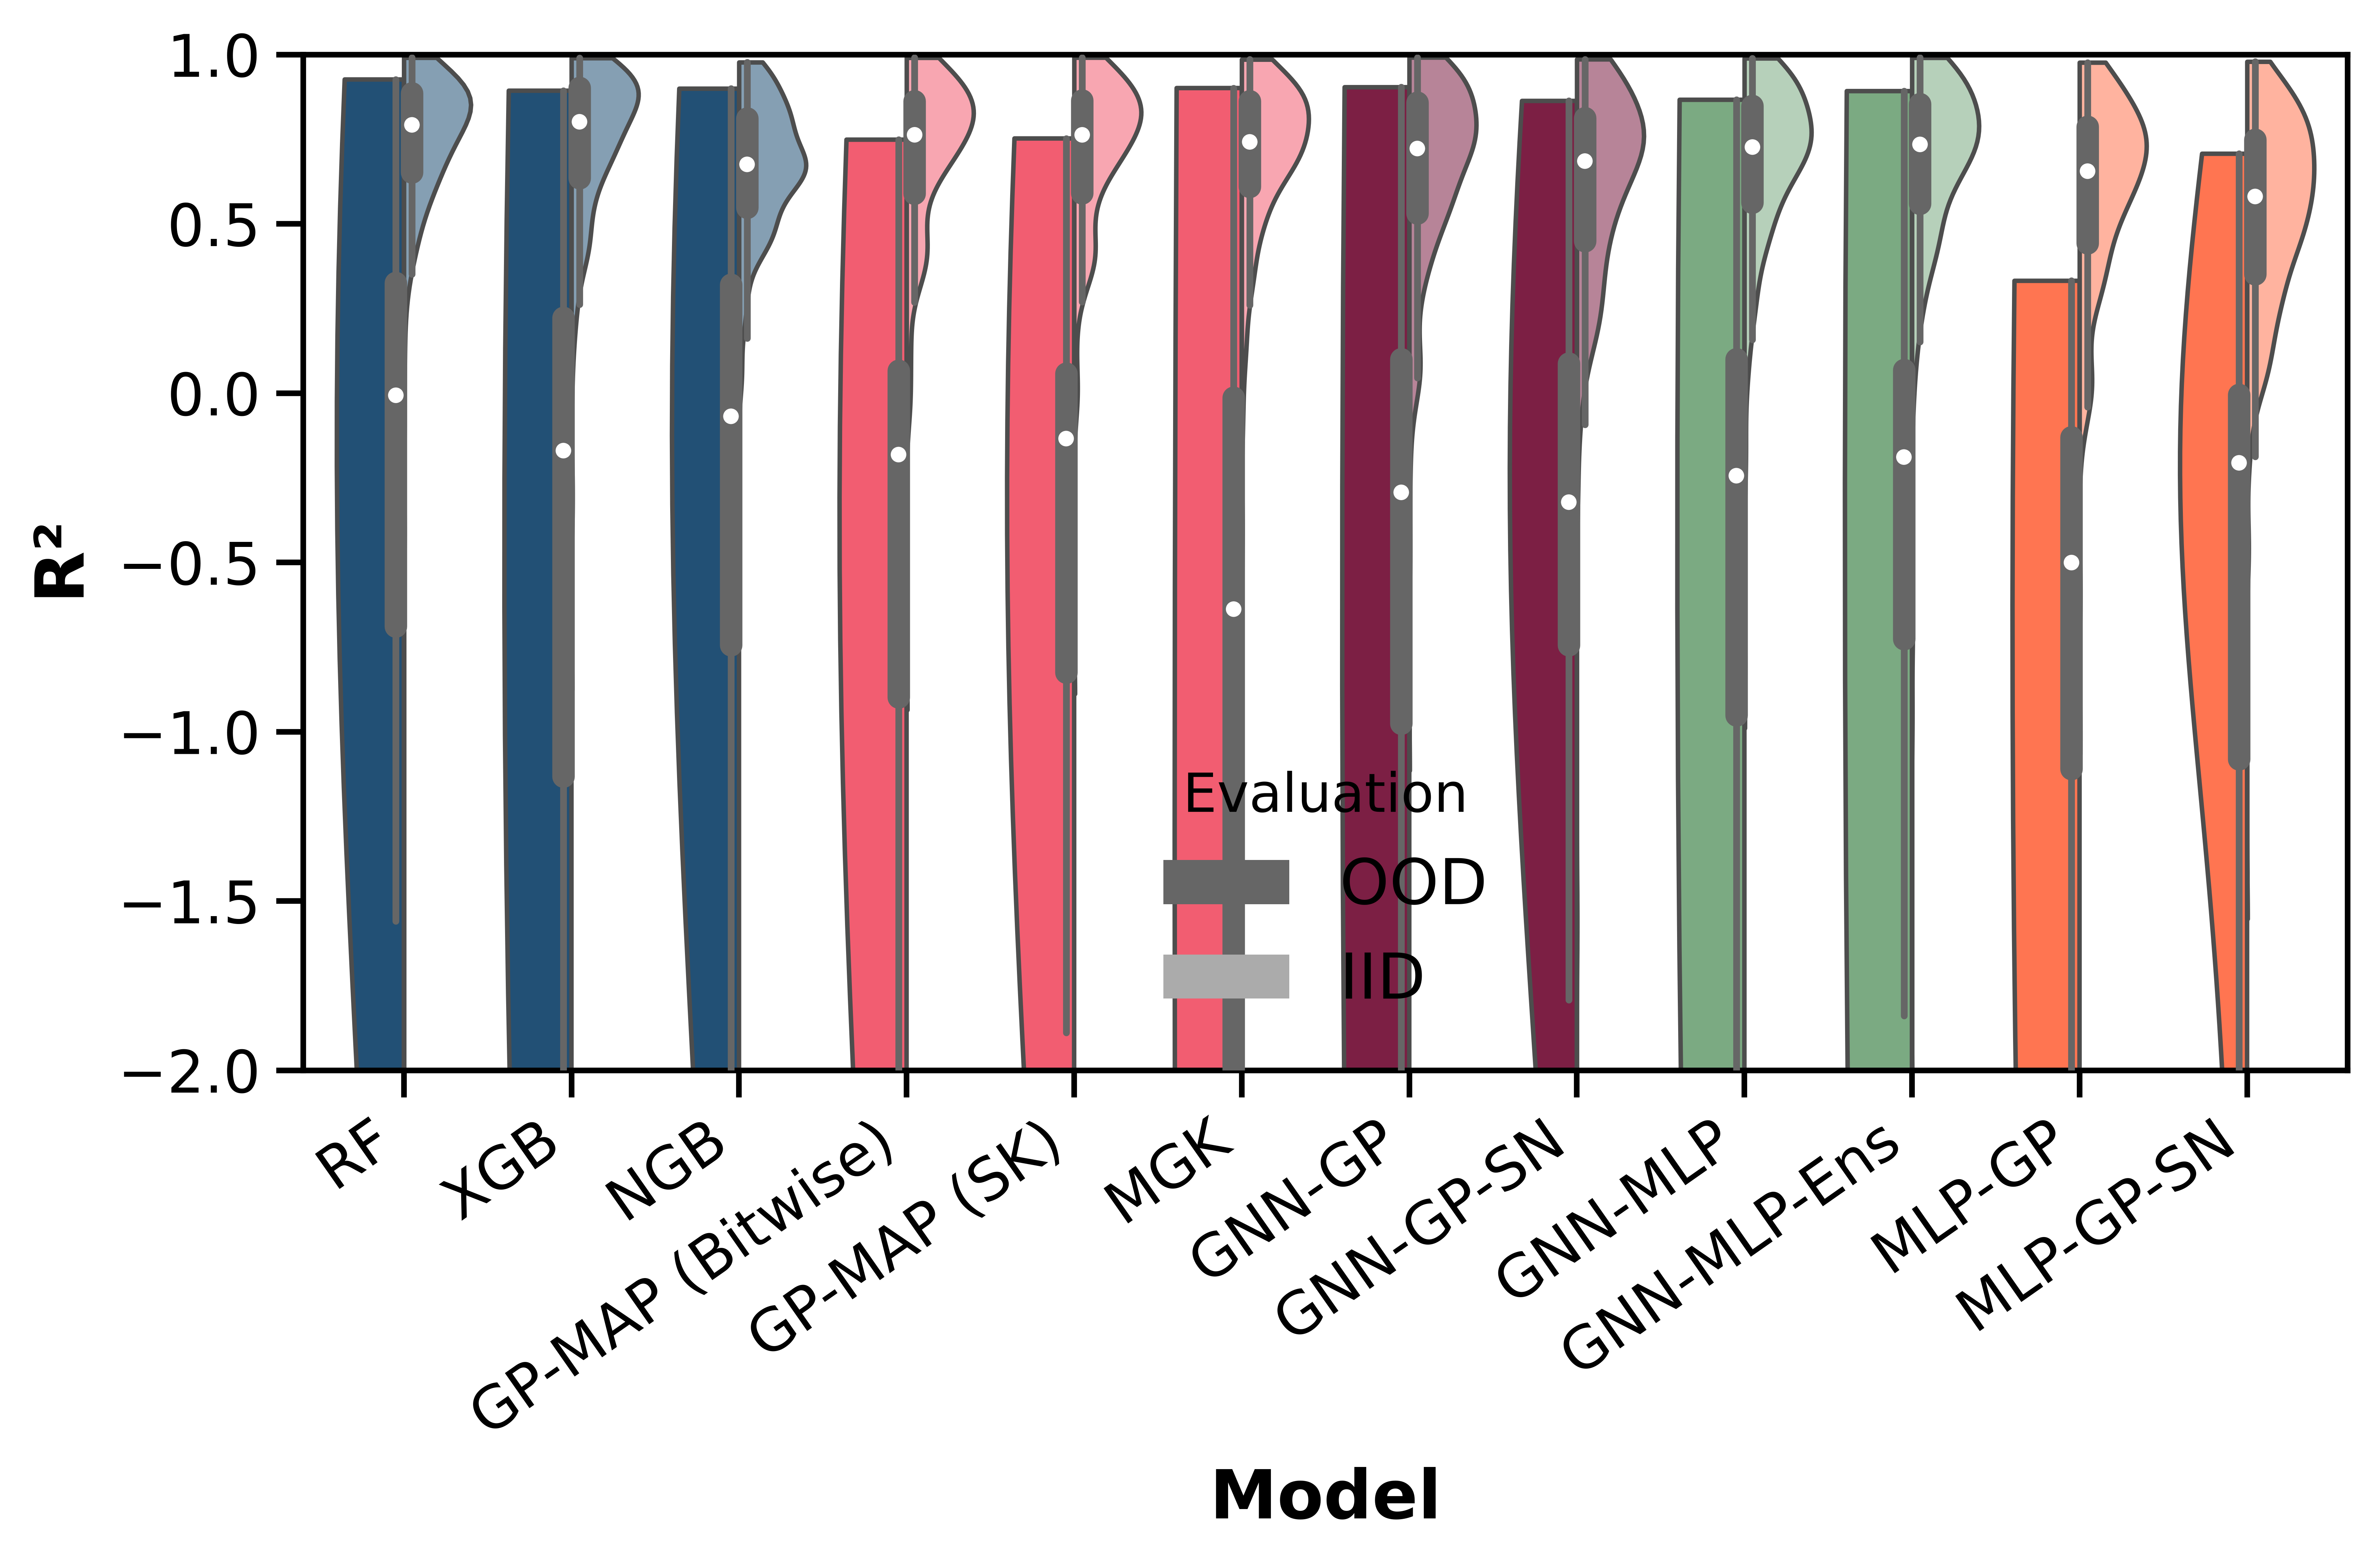 1.0
0.5
0.0
−0.5
−1.0
−1.5
−2.0
R²
Evaluation
OOD
IID
RF
XGB
NGB
GP-MAP (Bitwise)
GP-MAP (SK)
MGK
GNN-GP
GNN-GP-SN
GNN-MLP
GNN-MLP-Ens
MLP-GP
MLP-GP-SN
Model